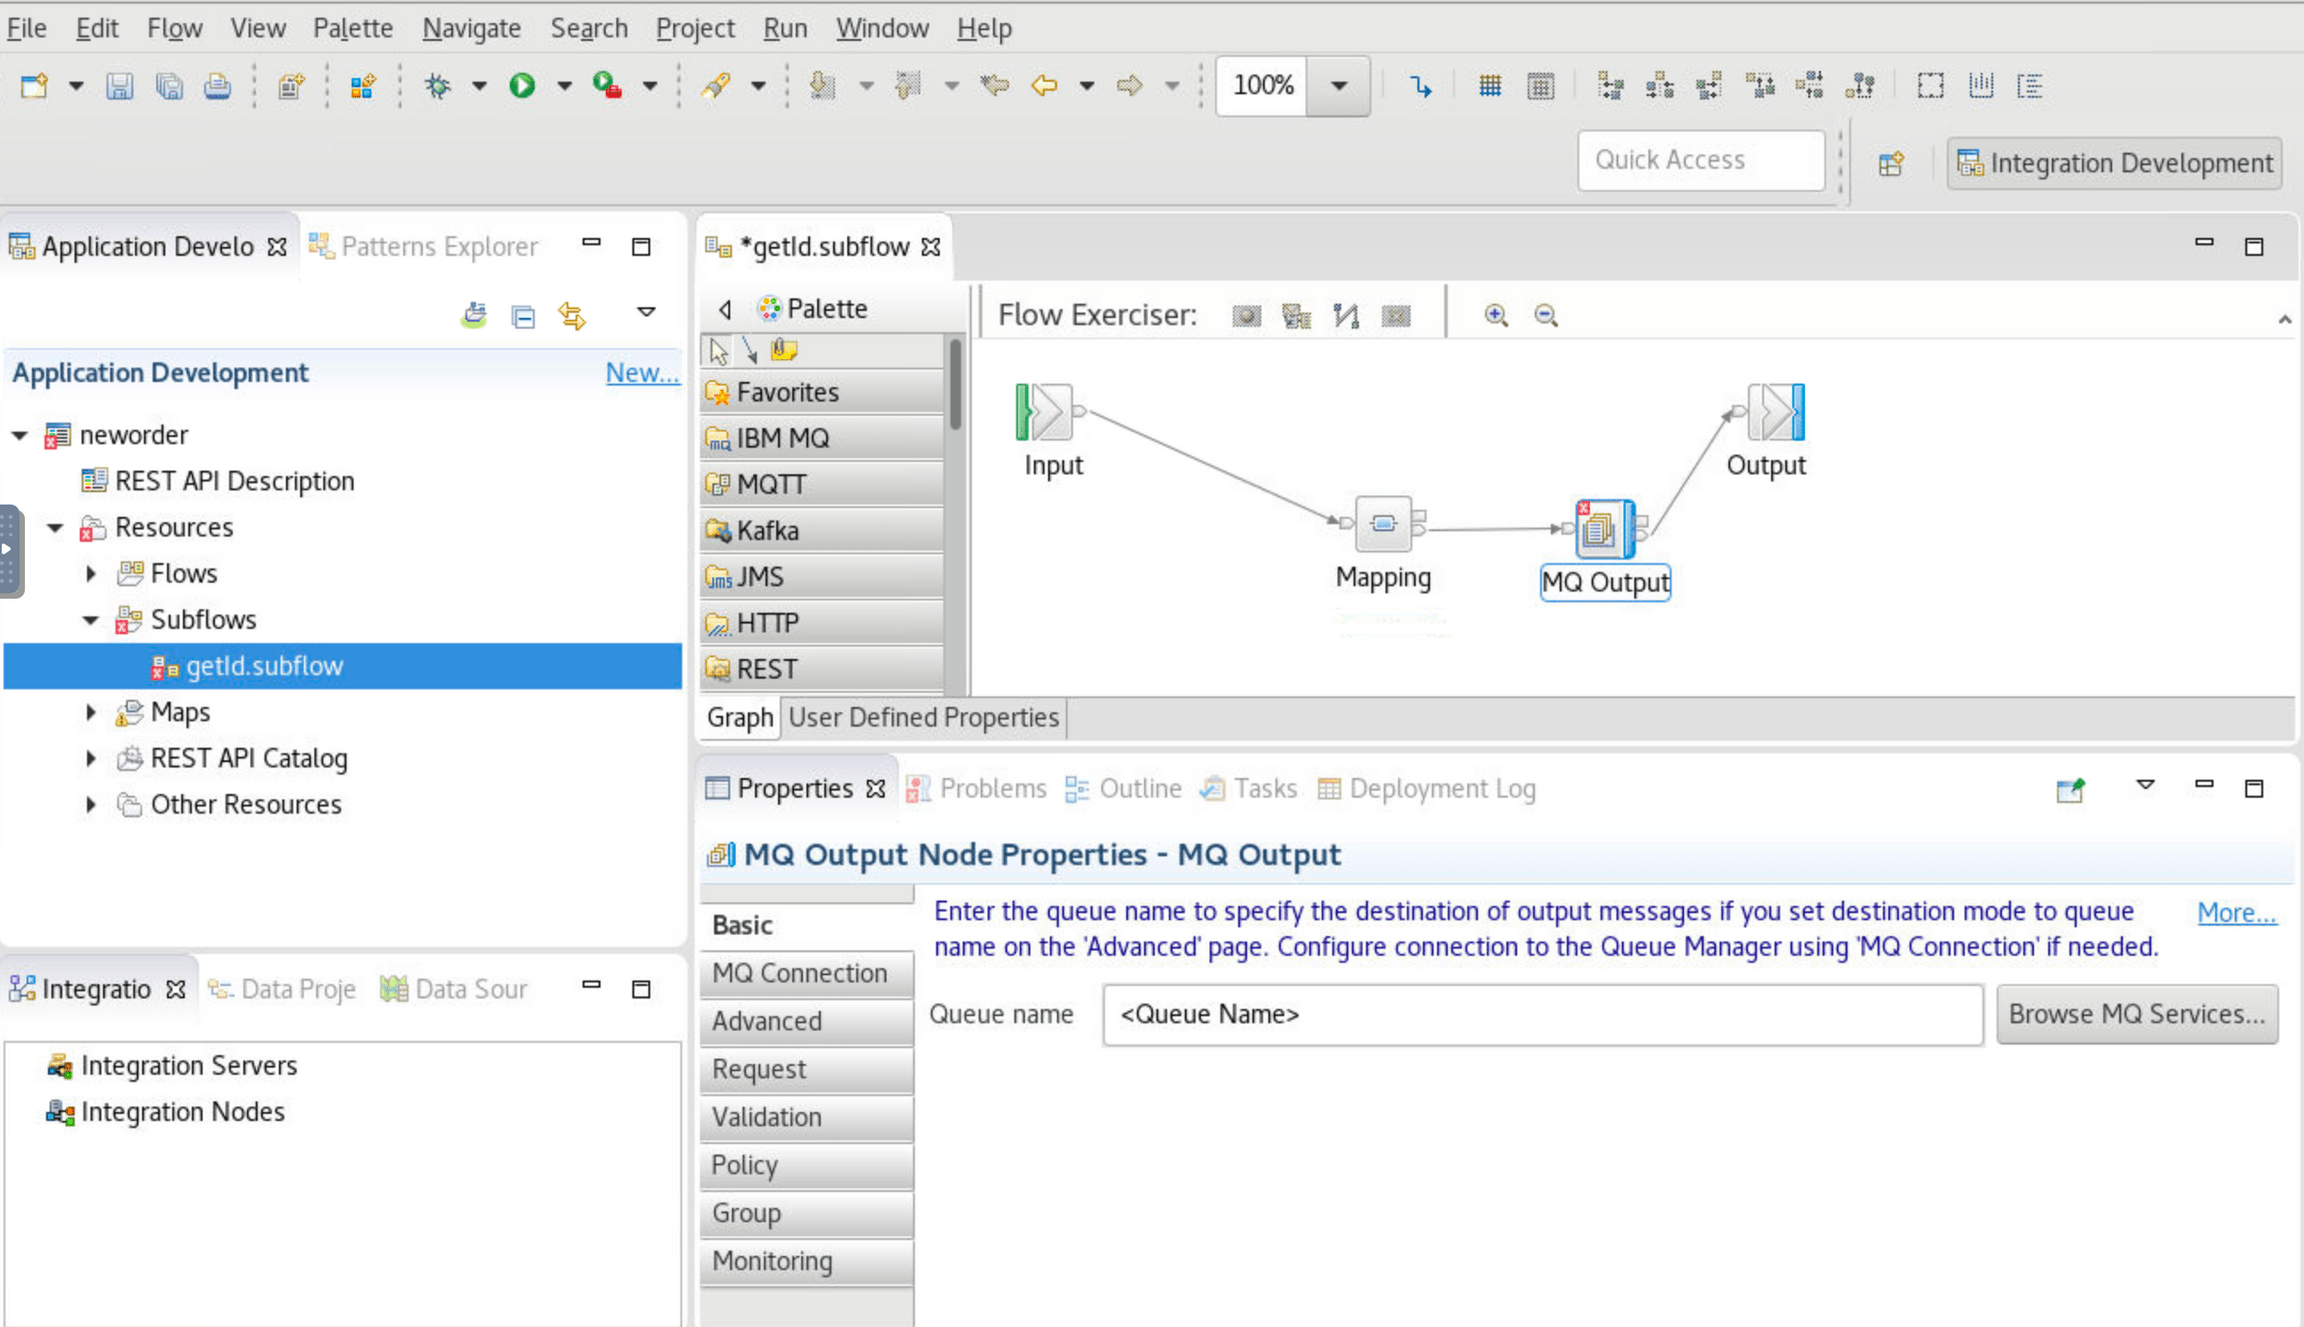 File Edit Flow View Palette Navigate Search Project Run Window Help
100%
Quick Access
Integration Development
Application Develo
Patterns Explorer
Application Development New...
neworder
REST API Description
Resources
Flows
Subflows
getId.subflow
Maps
REST API Catalog
Other Resources
Integratio Data Proje Data Sour
Integration Servers
Integration Nodes
*getId.subflow
Palette
Favorites
IBM MQ
MQTT
Kafka
JMS
HTTP
REST
Flow Exerciser:
Input
Mapping
MQ Output
Output
Graph User Defined Properties
Properties Problems Outline Tasks Deployment Log
MQ Output Node Properties - MQ Output
Basic
MQ Connection
Advanced
Request
Validation
Policy
Group
Monitoring
Enter the queue name to specify the destination of output messages if you set destination mode to queue
name on the 'Advanced' page. Configure connection to the Queue Manager using 'MQ Connection' if needed.
More...
Queue name <Queue Name> Browse MQ Services...